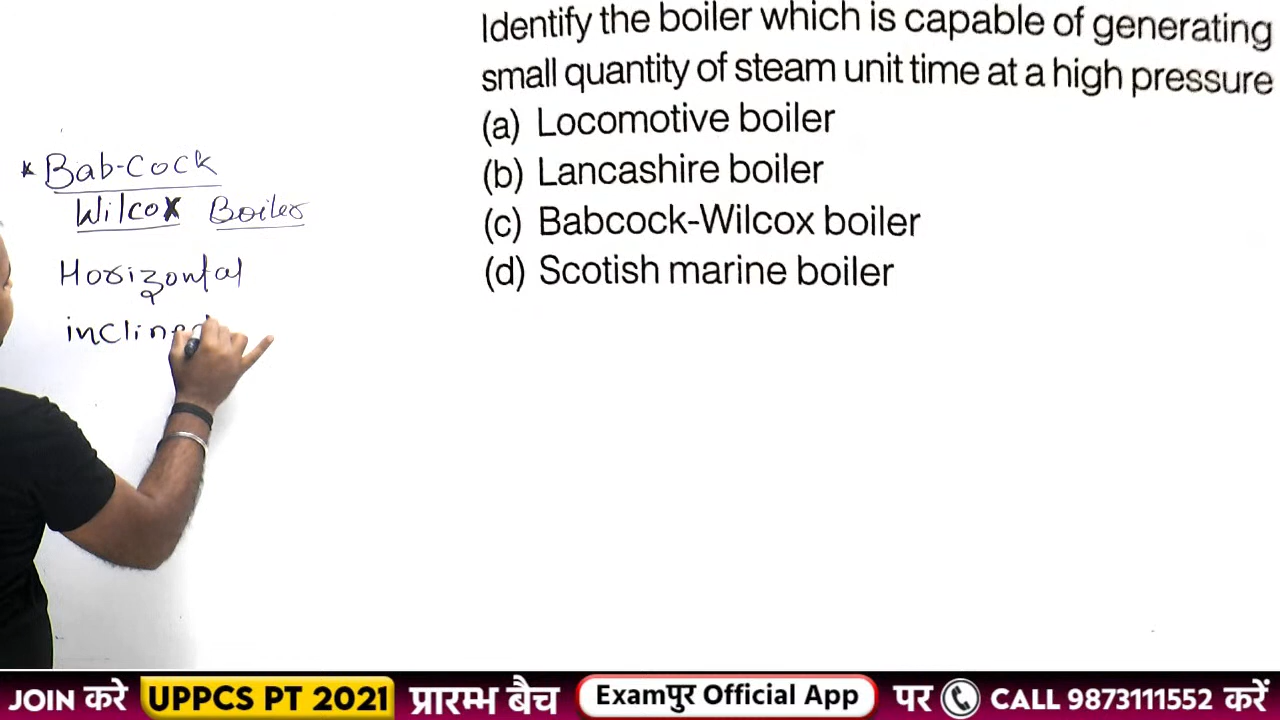 Identify the boiler which is capable of generating
small quantity of steam unit time at a high pressure
(a) Locomotive boiler
(b) Lancashire boiler
(c) Babcock-Wilcox boiler
(d) Scotish marine boiler
* Bab-Cock
Wilcox Boiler
Horizontal
inclined
JOIN करे UPPCS PT 2021 प्रारम्भ बैच Examपुर Official App पर CALL 9873111552 करें